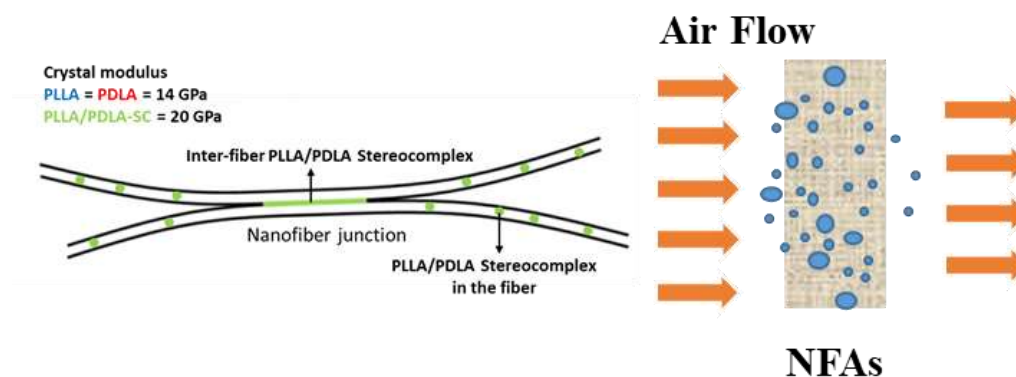 Crystal modulus
PLLA = PDLA = 14 GPa
PLLA/PDLA-SC = 20 GPa
Inter-fiber PLLA/PDLA Stereocomplex
Nanofiber junction
PLLA/PDLA Stereocomplex
in the fiber
Air Flow
NFAs